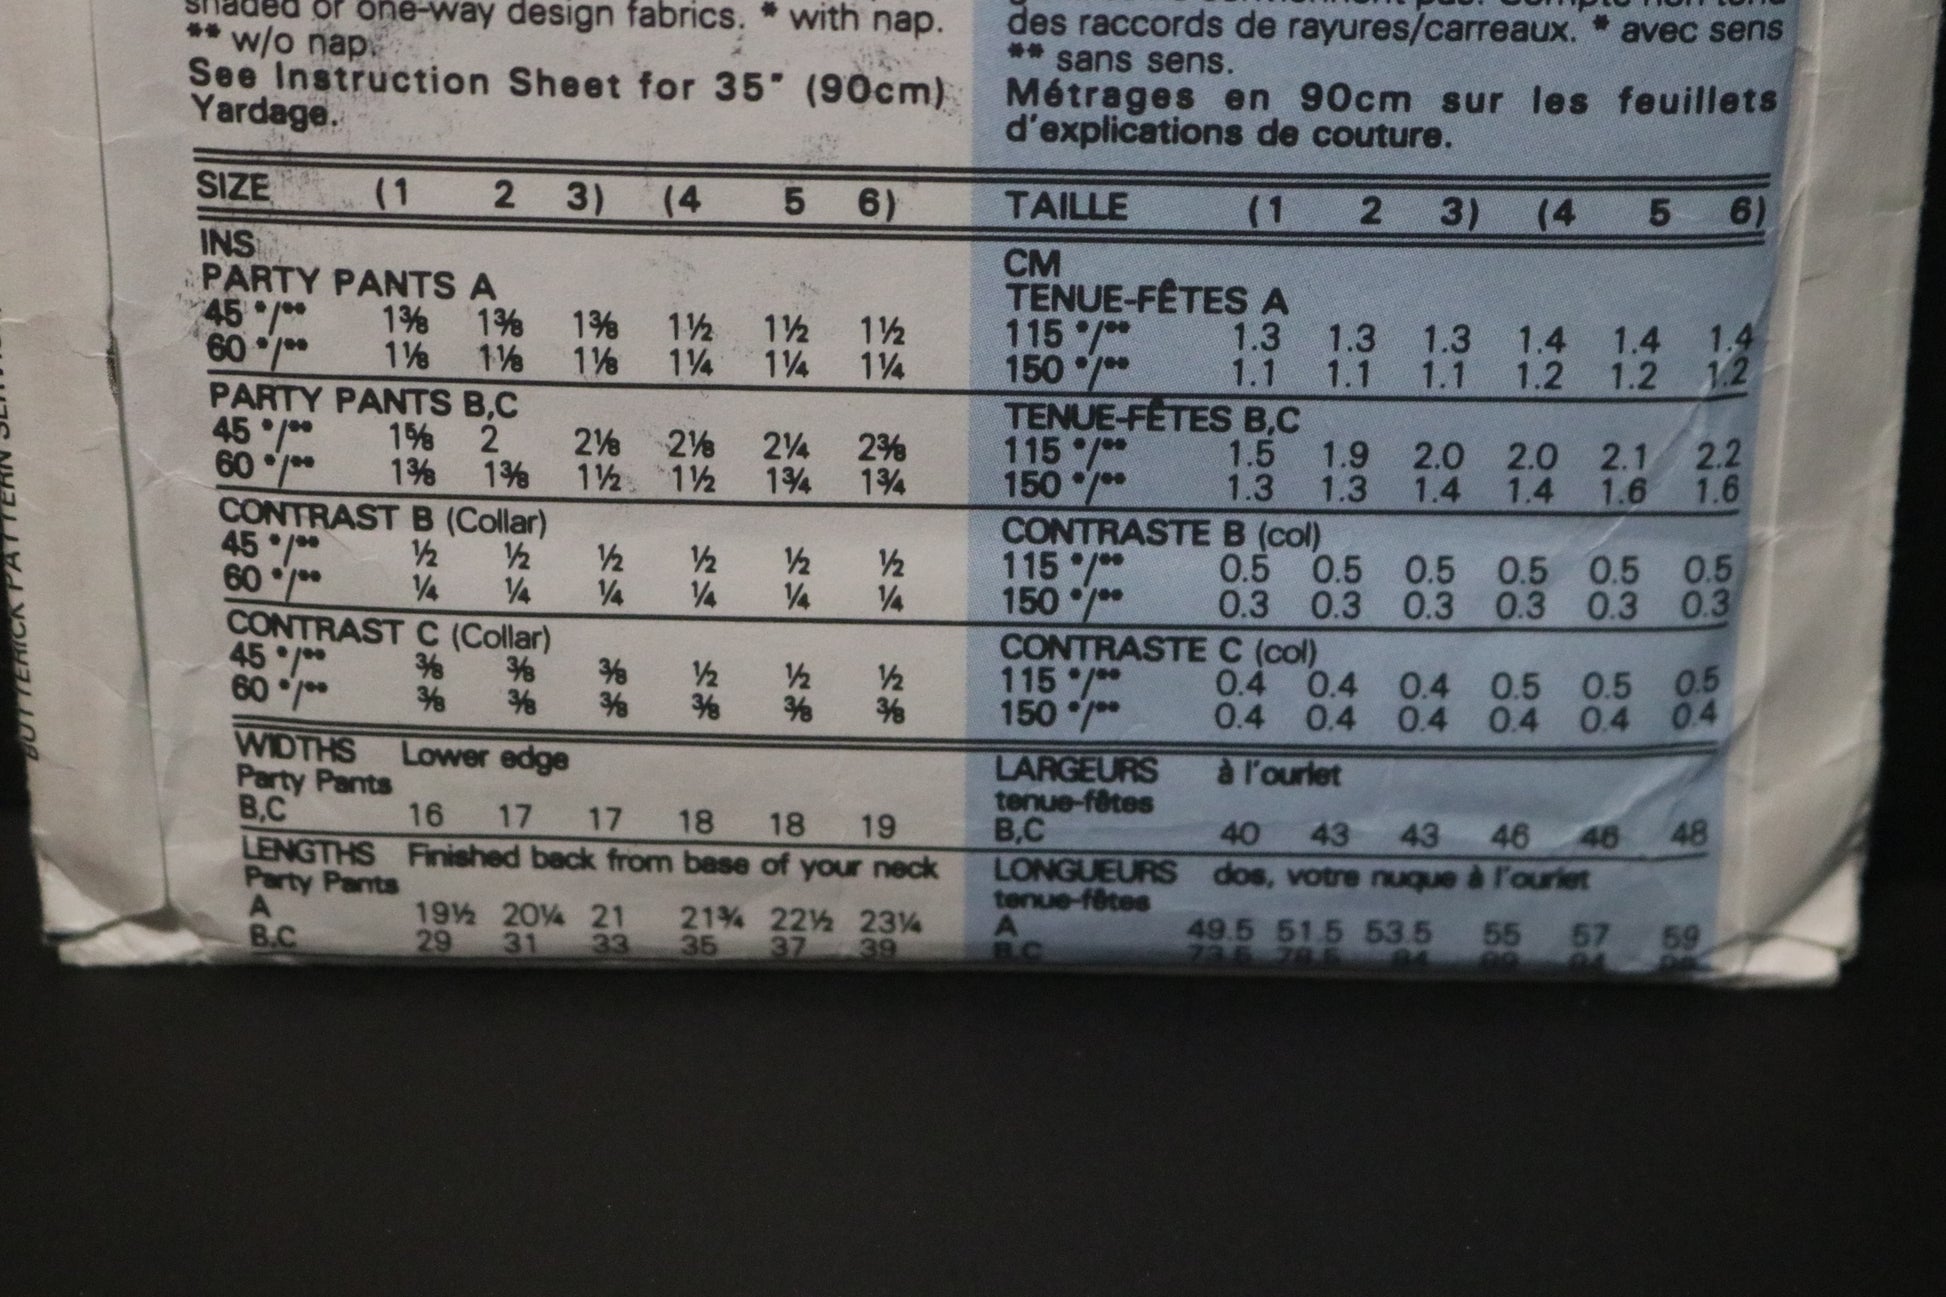 shaded or one-way design fabrics. * with nap.
** w/o nap.
See Instruction Sheet for 35" (90cm)
Yardage.
SIZE (1 2 3) (4 5 6)
INS
PARTY PANTS A
45 */** 1⅜ 1⅜ 1⅜ 1½ 1½ 1½
60 */** 1⅛ 1⅛ 1⅛ 1¼ 1¼ 1¼
PARTY PANTS B,C
45 */** 1⅝ 2 2⅛ 2⅛ 2¼ 2⅜
60 */** 1⅜ 1⅜ 1½ 1½ 1¾ 1¾
CONTRAST B (Collar)
45 */** ½ ½ ½ ½ ½ ½
60 */** ¼ ¼ ¼ ¼ ¼ ¼
CONTRAST C (Collar)
45 */** ⅜ ⅜ ⅜ ½ ½ ½
60 */** ⅜ ⅜ ⅜ ⅜ ⅜ ⅜
WIDTHS Lower edge
Party Pants
B,C 16 17 17 18 18 19
LENGTHS Finished back from base of your neck
Party Pants
A 19½ 20¼ 21 21¾ 22½ 23¼
B.C 29 31 33 35 37 39
des raccords de rayures/carreaux. * avec sens
** sans sens.
Métrages en 90cm sur les feuillets
d'explications de couture.
TAILLE (1 2 3) (4 5 6)
CM
TENUE-FÊTES A
115 */** 1.3 1.3 1.3 1.4 1.4 1.4
150 */** 1.1 1.1 1.1 1.2 1.2 1.2
TENUE-FÊTES B,C
115 */** 1.5 1.9 2.0 2.0 2.1 2.2
150 */** 1.3 1.3 1.4 1.4 1.6 1.6
CONTRASTE B (col)
115 */** 0.5 0.5 0.5 0.5 0.5 0.5
150 */** 0.3 0.3 0.3 0.3 0.3 0.3
CONTRASTE C (col)
115 */** 0.4 0.4 0.4 0.5 0.5 0.5
150 */** 0.4 0.4 0.4 0.4 0.4 0.4
LARGEURS à l'ourlet
tenue-fêtes
B,C 40 43 43 46 46 48
LONGUEURS dos, votre nuque à l'ourlet
tenue-fêtes
A 49.5 51.5 53.5 55 57 59
B.C
BUTTERICK PATTERN